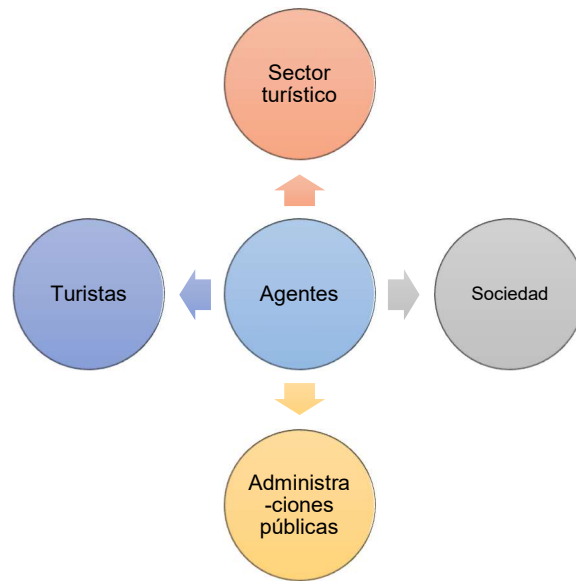 Sector
turístico
Turistas
Agentes
Sociedad
Administra
-ciones
públicas